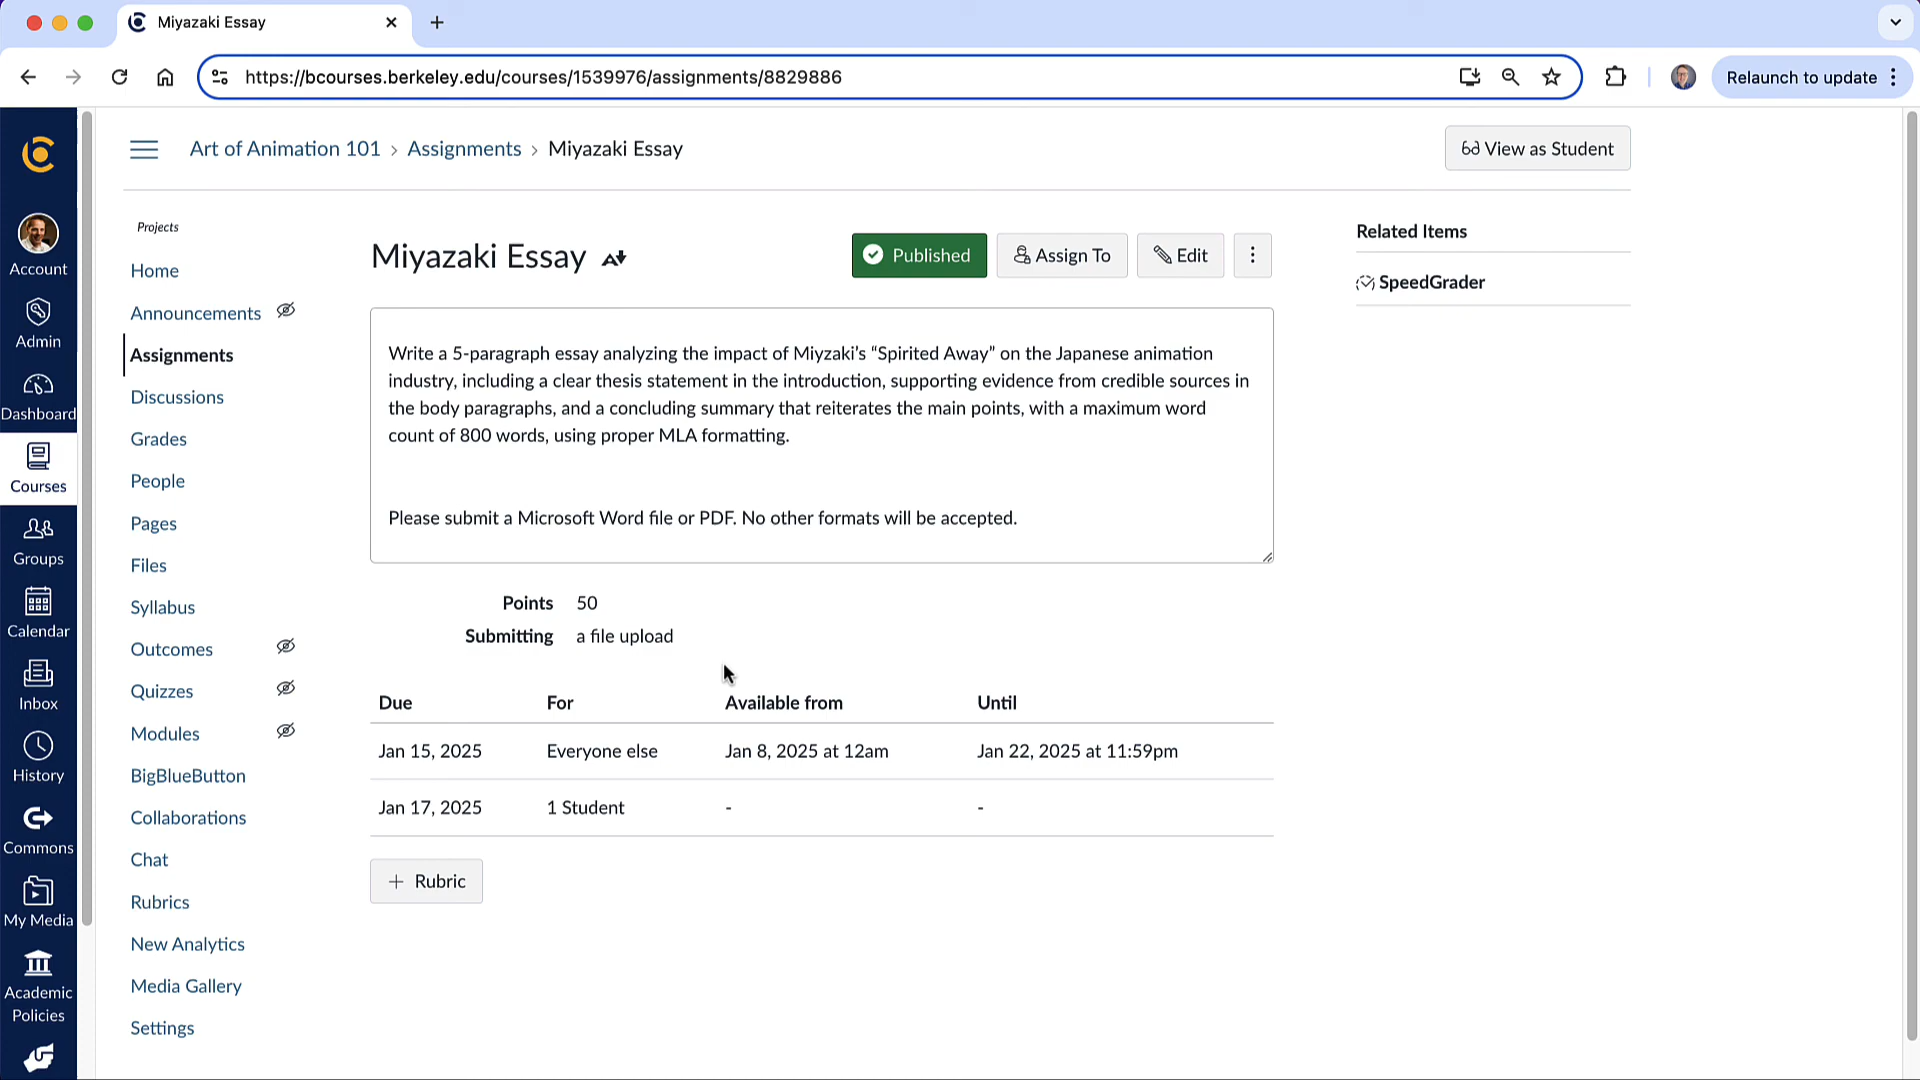 Miyazaki Essay
https://bcourses.berkeley.edu/courses/1539976/assignments/8829886
Relaunch to update
Account
Admin
Dashboard
Courses
Groups
Calendar
Inbox
History
Commons
My Media
Academic
Policies
Art of Animation 101 › Assignments › Miyazaki Essay
View as Student
Projects
Home
Announcements
Assignments
Discussions
Grades
People
Pages
Files
Syllabus
Outcomes
Quizzes
Modules
BigBlueButton
Collaborations
Chat
Rubrics
New Analytics
Media Gallery
Settings
Miyazaki Essay
Published
Assign To
Edit
Write a 5-paragraph essay analyzing the impact of Miyzaki’s “Spirited Away” on the Japanese animation
industry, including a clear thesis statement in the introduction, supporting evidence from credible sources in
the body paragraphs, and a concluding summary that reiterates the main points, with a maximum word
count of 800 words, using proper MLA formatting.
Please submit a Microsoft Word file or PDF. No other formats will be accepted.
Points 50
Submitting a file upload
Due For Available from Until
Jan 15, 2025 Everyone else Jan 8, 2025 at 12am Jan 22, 2025 at 11:59pm
Jan 17, 2025 1 Student - -
+ Rubric
Related Items
SpeedGrader